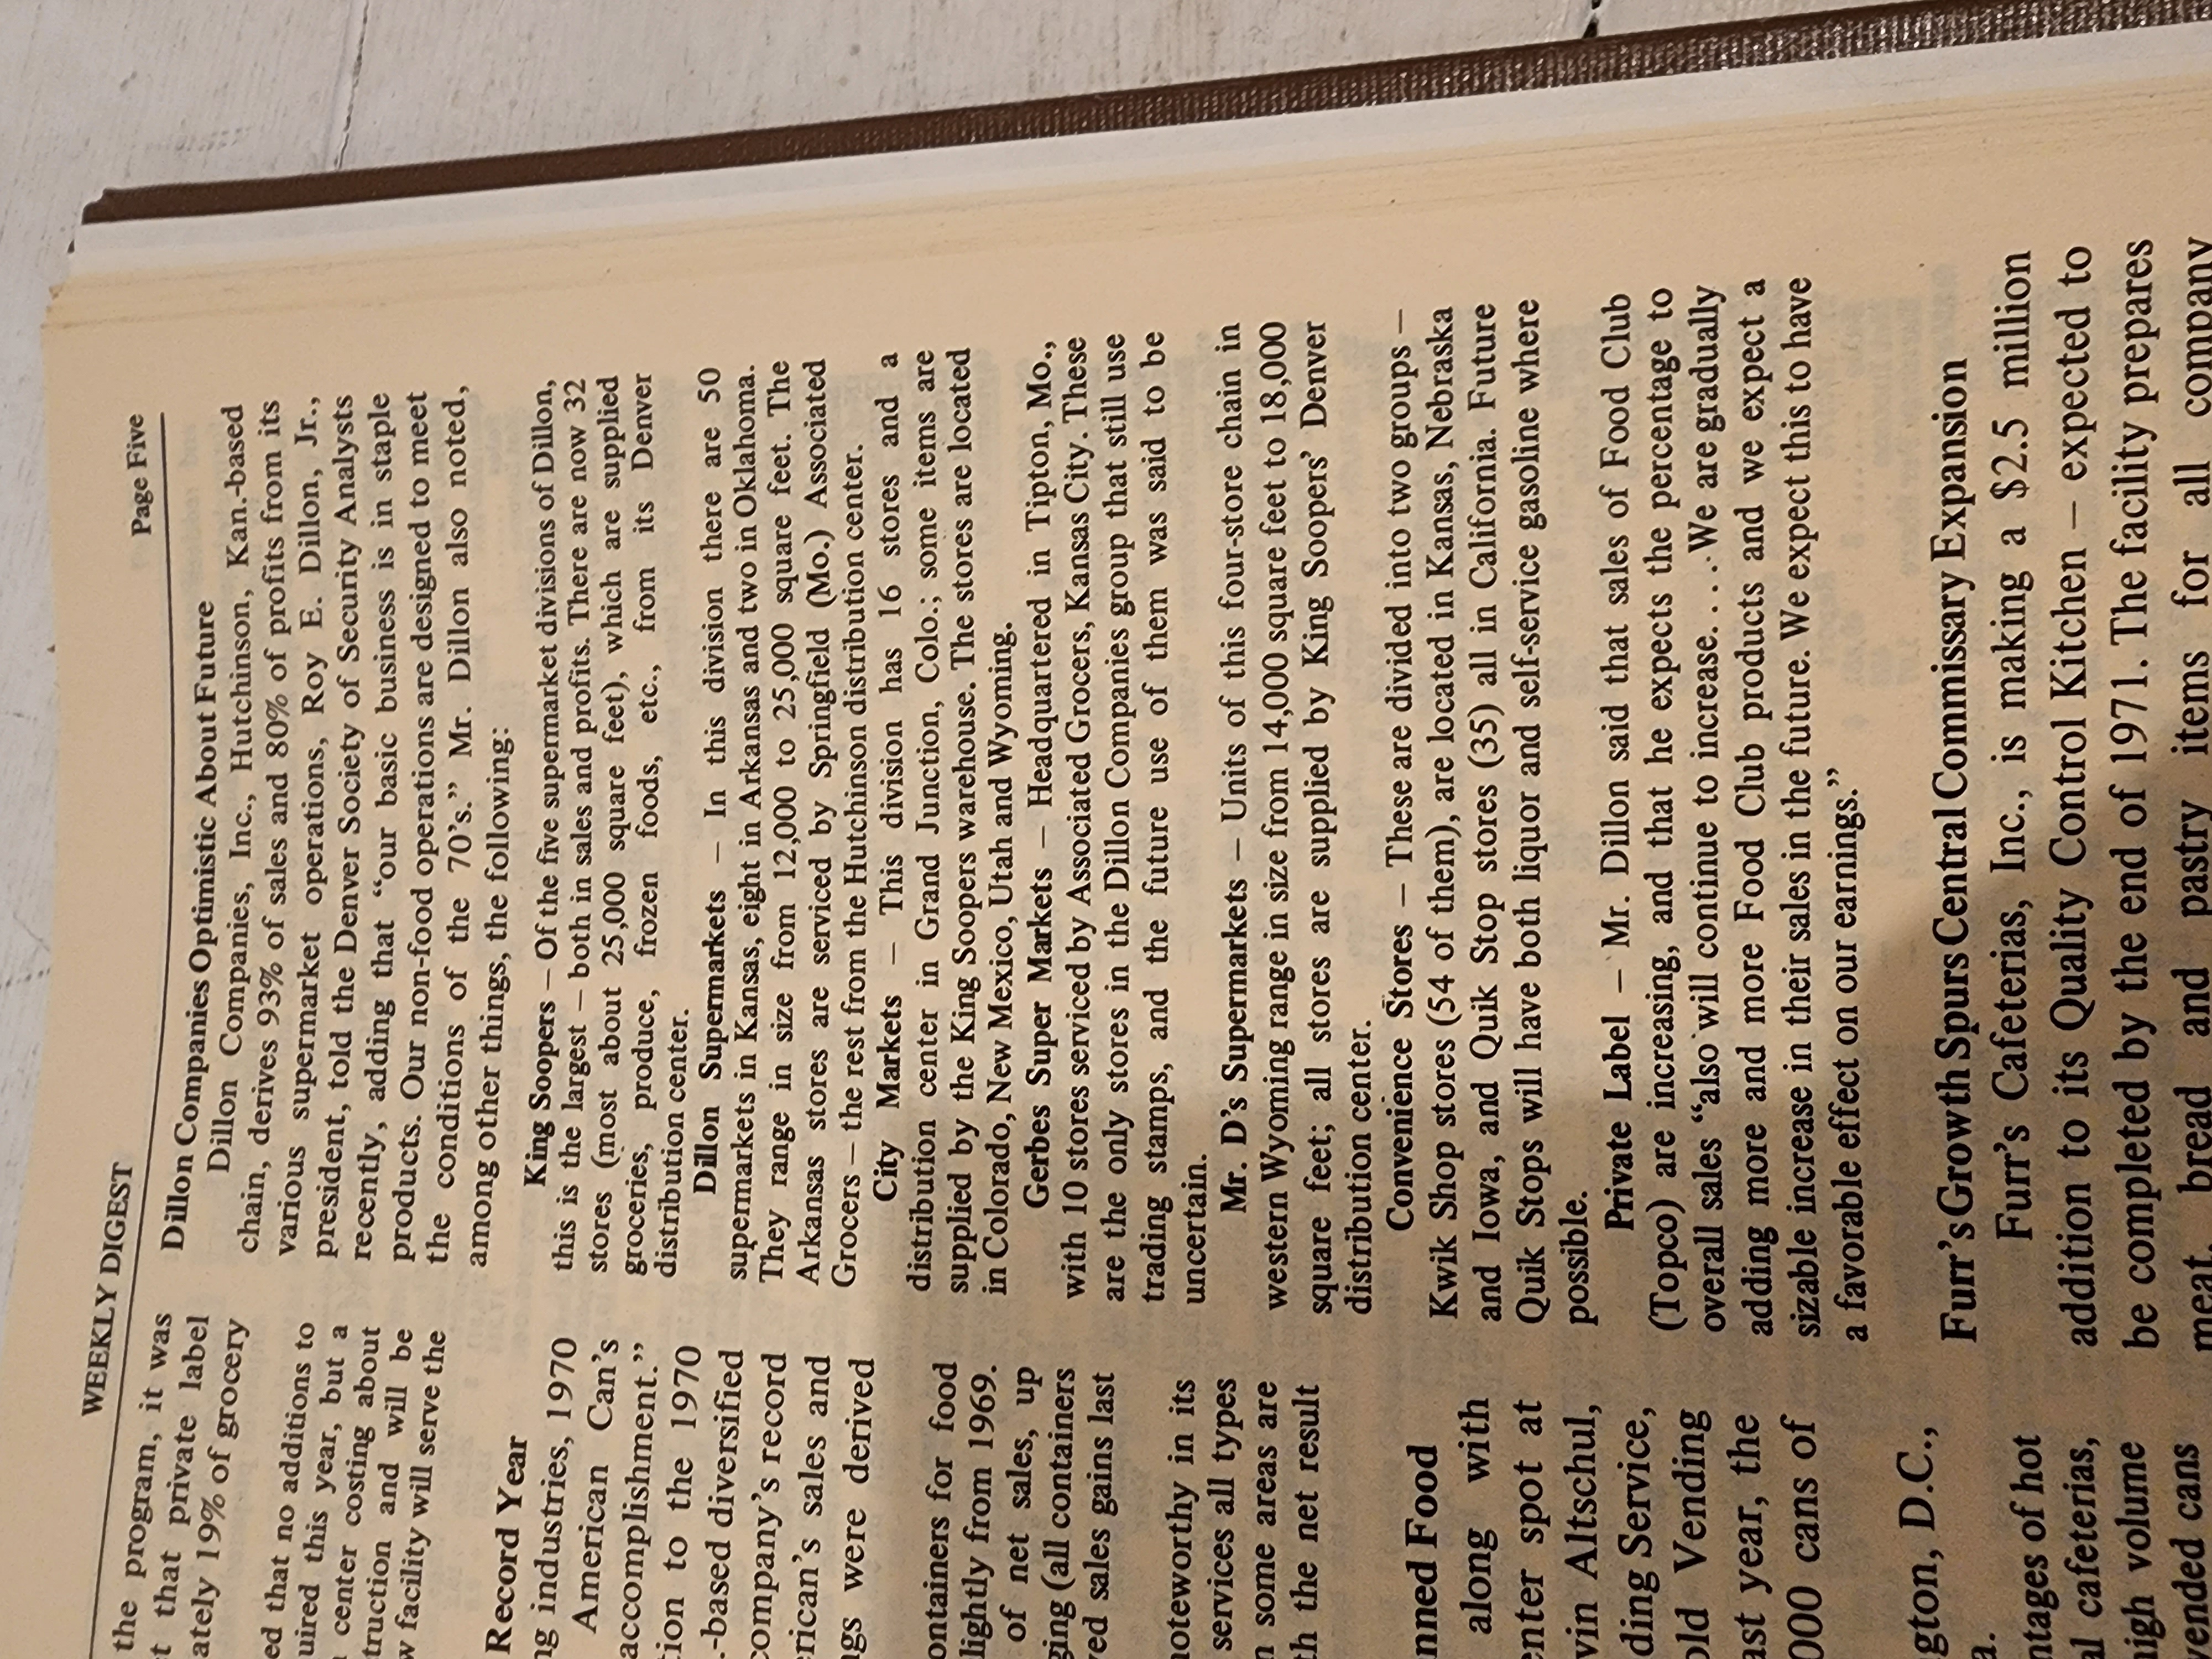 WEEKLY DIGEST
Page Five
the program, it was
t that private label
ately 19% of grocery
ed that no additions to
uired this year, but a
center costing about
truction and will be
w facility will serve the
Record Year
ng industries, 1970
American Can's
accomplishment."
tion to the 1970
.-based diversified
company's record
erican's sales and
ngs were derived
ontainers for food
lightly from 1969.
of net sales, up
ging (all containers
ved sales gains last
noteworthy in its
services all types
n some areas are
th the net result
nned Food
along with
enter spot at
vin Altschul,
ding Service,
old Vending
ast year, the
000 cans of
gton, D.C.,
a.
ntages of hot
al cafeterias,
high volume
vended cans
Dillon Companies Optimistic About Future
Dillon Companies, Inc., Hutchinson, Kan.-based
chain, derives 93% of sales and 80% of profits from its
various supermarket operations, Roy E. Dillon, Jr.,
president, told the Denver Society of Security Analysts
recently, adding that "our basic business is in staple
products. Our non-food operations are designed to meet
the conditions of the 70's." Mr. Dillon also noted,
among other things, the following:
King Soopers – Of the five supermarket divisions of Dillon,
this is the largest – both in sales and profits. There are now 32
stores (most about 25,000 square feet), which are supplied
groceries, produce, frozen foods, etc., from its Denver
distribution center.
Dillon Supermarkets – In this division there are 50
supermarkets in Kansas, eight in Arkansas and two in Oklahoma.
They range in size from 12,000 to 25,000 square feet. The
Arkansas stores are serviced by Springfield (Mo.) Associated
Grocers – the rest from the Hutchinson distribution center.
City Markets – This division has 16 stores and a
distribution center in Grand Junction, Colo.; some items are
supplied by the King Soopers warehouse. The stores are located
in Colorado, New Mexico, Utah and Wyoming.
Gerbes Super Markets – Headquartered in Tipton, Mo.,
with 10 stores serviced by Associated Grocers, Kansas City. These
are the only stores in the Dillon Companies group that still use
trading stamps, and the future use of them was said to be
uncertain.
Mr. D's Supermarkets – Units of this four-store chain in
western Wyoming range in size from 14,000 square feet to 18,000
square feet; all stores are supplied by King Soopers' Denver
distribution center.
Convenience Stores – These are divided into two groups –
Kwik Shop stores (54 of them), are located in Kansas, Nebraska
and Iowa, and Quik Stop stores (35) all in California. Future
Quik Stops will have both liquor and self-service gasoline where
possible.
Private Label – Mr. Dillon said that sales of Food Club
(Topco) are increasing, and that he expects the percentage to
overall sales "also will continue to increase. . . . We are gradually
adding more and more Food Club products and we expect a
sizable increase in their sales in the future. We expect this to have
a favorable effect on our earnings."
Furr's Growth Spurs Central Commissary Expansion
Furr's Cafeterias, Inc., is making a $2.5 million
addition to its Quality Control Kitchen – expected to
be completed by the end of 1971. The facility prepares
meat, bread and pastry items for all company